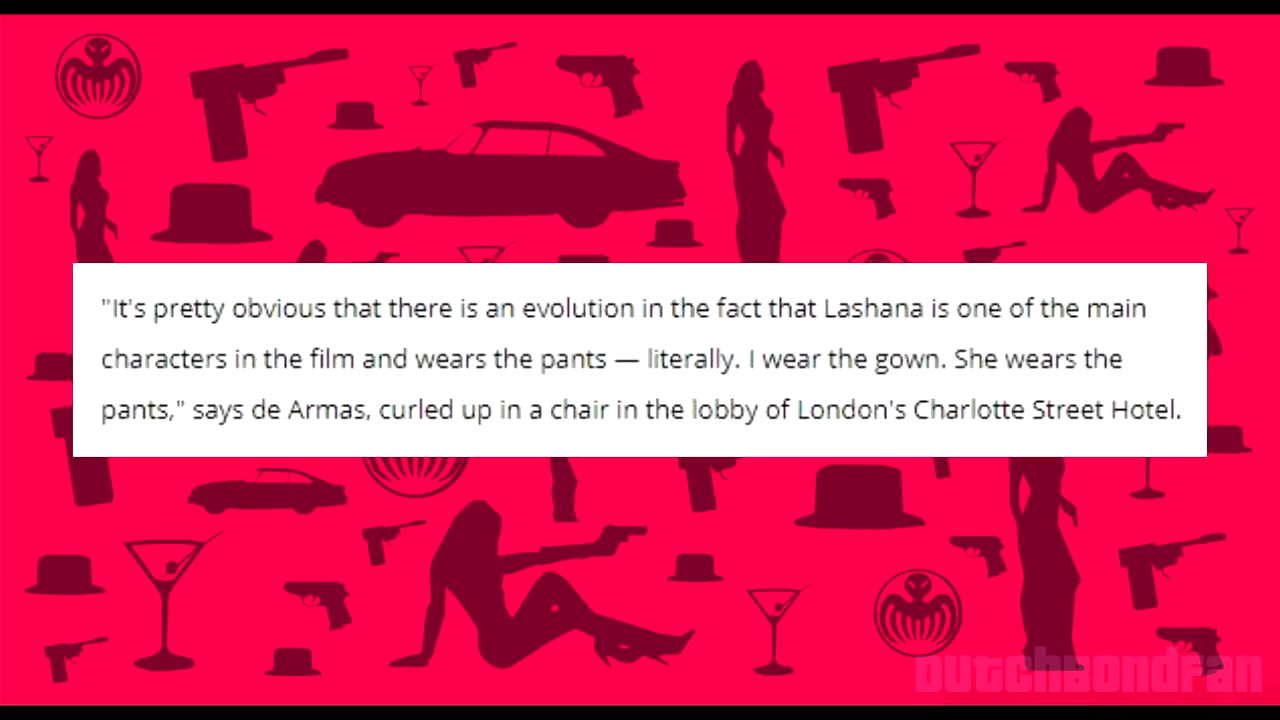 "It's pretty obvious that there is an evolution in the fact that Lashana is one of the main
characters in the film and wears the pants — literally. I wear the gown. She wears the
pants," says de Armas, curled up in a chair in the lobby of London's Charlotte Street Hotel.
DutchBondFan